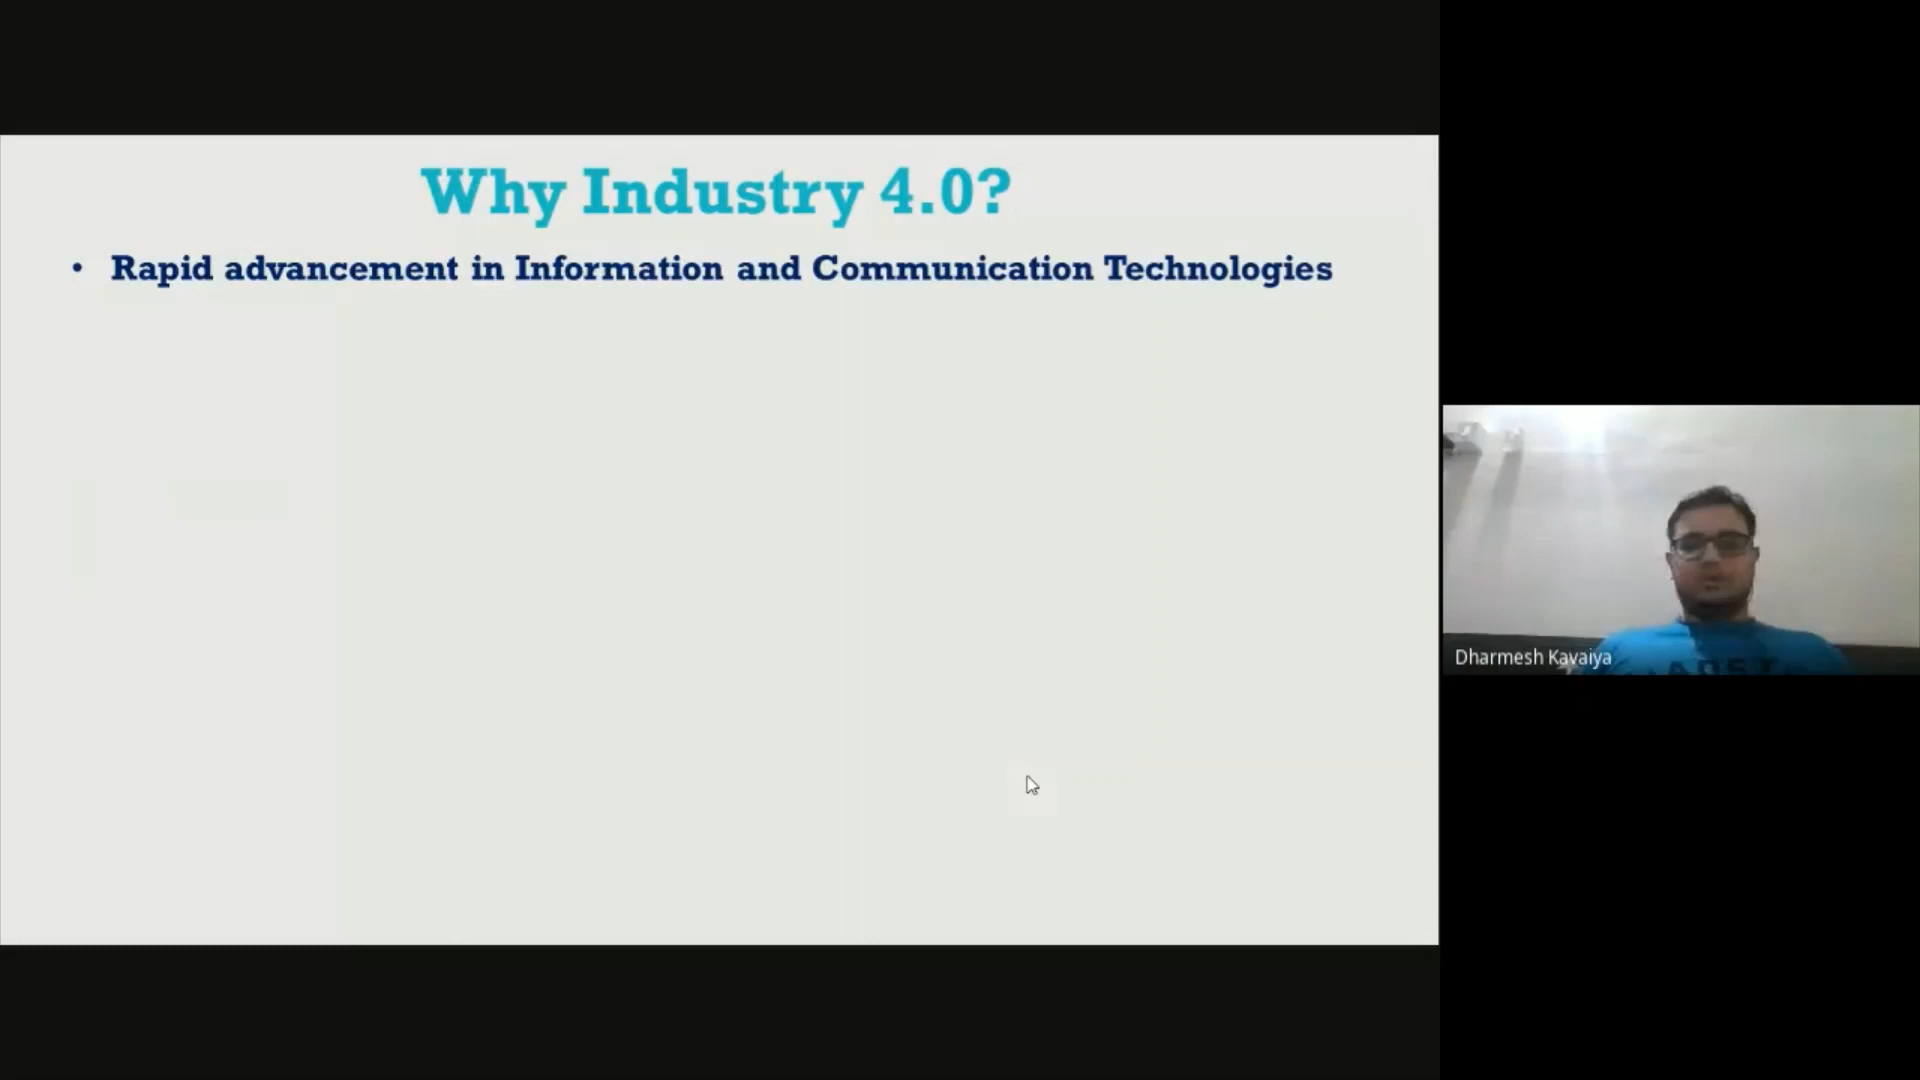 Why Industry 4.0?
• Rapid advancement in Information and Communication Technologies
Dharmesh Kavaiya